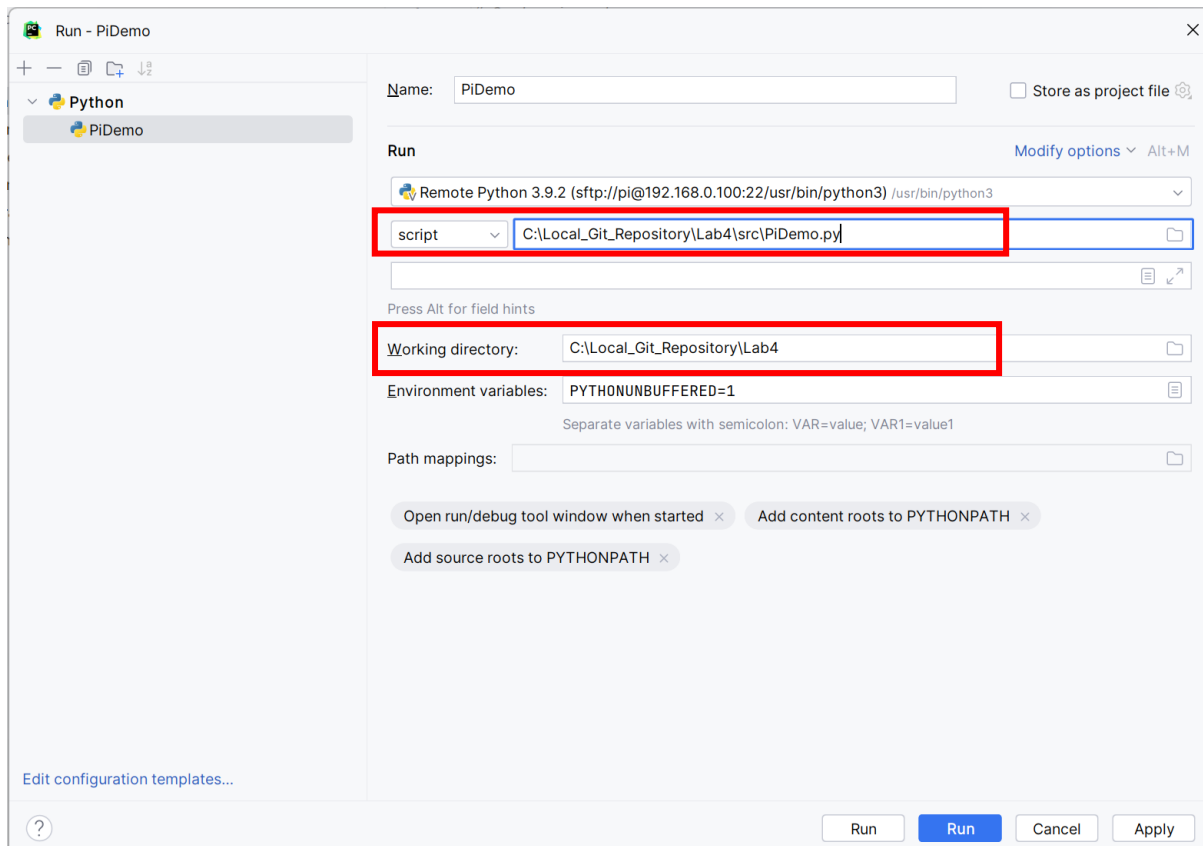 PC
Run - PiDemo
Python
PiDemo
Name:
PiDemo
Store as project file
Run
Modify options
Alt+M
Remote Python 3.9.2 (sftp://pi@192.168.0.100:22/usr/bin/python3) /usr/bin/python3
script
C:\Local_Git_Repository\Lab4\src\PiDemo.py
Press Alt for field hints
Working directory:
C:\Local_Git_Repository\Lab4
Environment variables:
PYTHONUNBUFFERED=1
Separate variables with semicolon: VAR=value; VAR1=value1
Path mappings:
Open run/debug tool window when started
Add content roots to PYTHONPATH
Add source roots to PYTHONPATH
Edit configuration templates...
?
Run
Run
Cancel
Apply